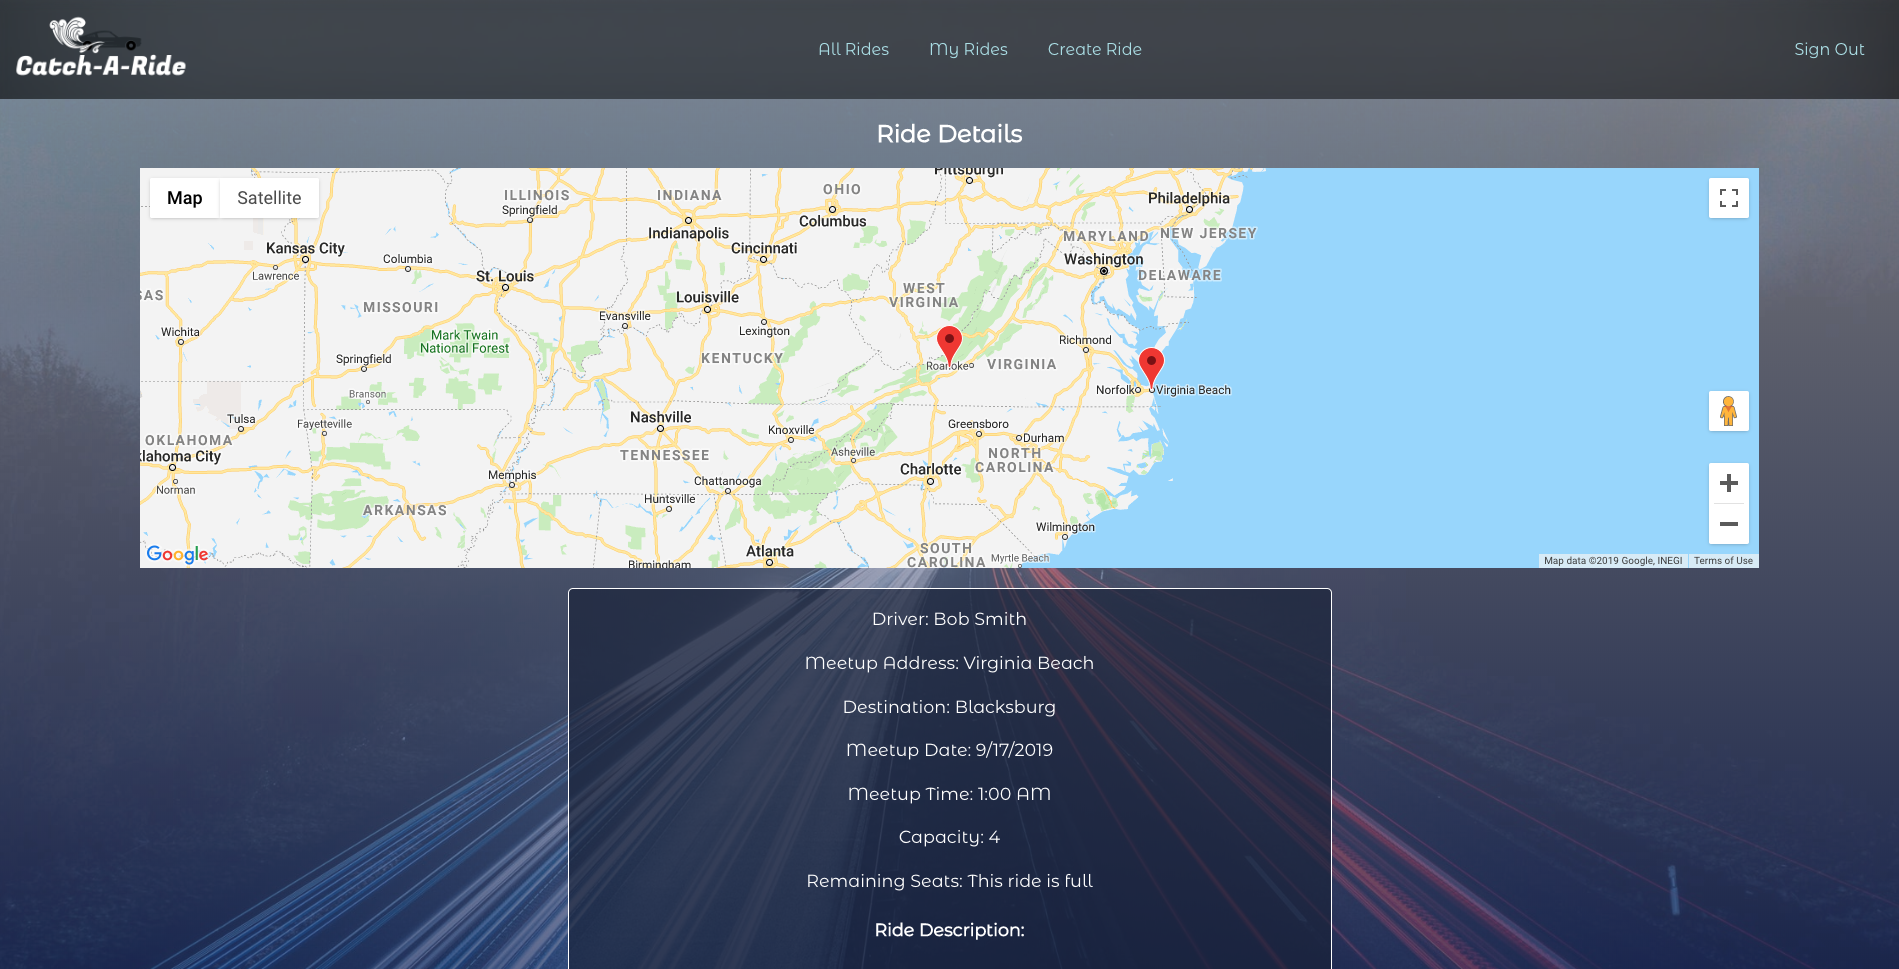 Catch-A-Ride
All Rides
My Rides
Create Ride
Sign Out
Ride Details
Map
Satellite
Pittsburgh
ILLINOIS
INDIANA
OHIO
Philadelphia
Springfield
Columbus
Indianapolis
MARYLAND
NEW JERSEY
Kansas City
Cincinnati
Columbia
Washington
Lawrence
St. Louis
DELAWARE
WEST
VIRGINIA
SAS
Louisville
MISSOURI
Evansville
Wichita
Lexington
Mark Twain
National Forest
Richmond
Springfield
KENTUCKY
Roanoke
VIRGINIA
Branson
Norfolk
Virginia Beach
Tulsa
Fayetteville
Nashville
Knoxville
Greensboro
Durham
OKLAHOMA
klahoma City
TENNESSEE
Asheville
NORTH
CAROLINA
Charlotte
Memphis
Chattanooga
Norman
Huntsville
ARKANSAS
Wilmington
Atlanta
SOUTH
CAROLINA
Myrtle Beach
Birmingham
Google
Map data ©2019 Google, INEGI
Terms of Use
Driver: Bob Smith
Meetup Address: Virginia Beach
Destination: Blacksburg
Meetup Date: 9/17/2019
Meetup Time: 1:00 AM
Capacity: 4
Remaining Seats: This ride is full
Ride Description: